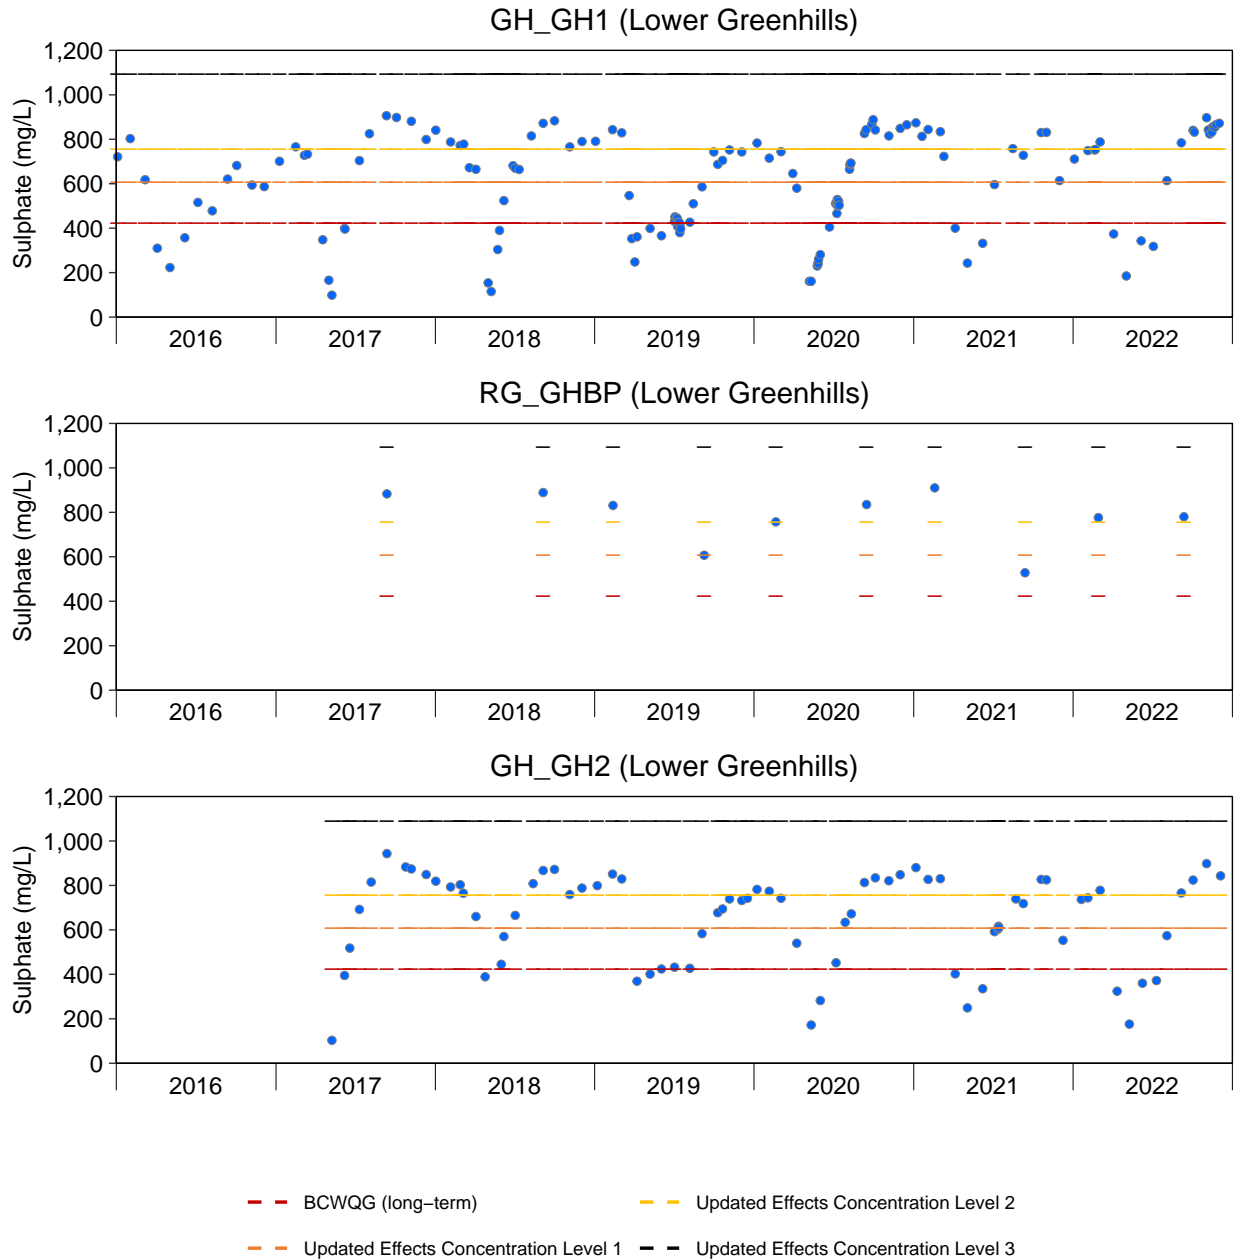 GH_GH1 (Lower Greenhills)
Sulphate (mg/L)
1,200
1,000
800
600
400
200
0
2016 2017 2018 2019 2020 2021 2022
RG_GHBP (Lower Greenhills)
Sulphate (mg/L)
1,200
1,000
800
600
400
200
0
2016 2017 2018 2019 2020 2021 2022
GH_GH2 (Lower Greenhills)
Sulphate (mg/L)
1,200
1,000
800
600
400
200
0
2016 2017 2018 2019 2020 2021 2022
BCWQG (long−term)
Updated Effects Concentration Level 2
Updated Effects Concentration Level 1
Updated Effects Concentration Level 3